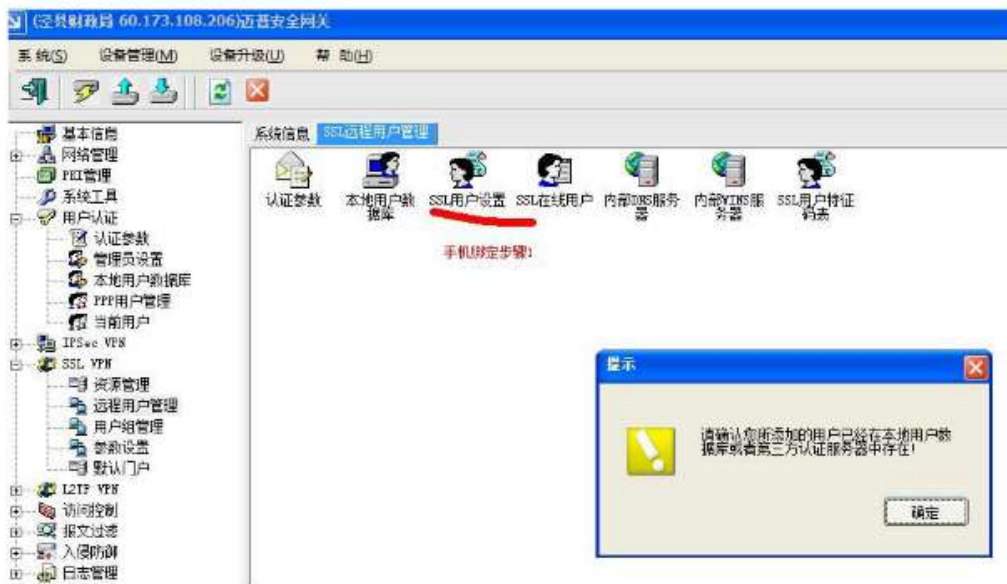 (泾县财政局 60.173.108.206)迈普安全网关
系统(S) 设备管理(M) 设备升级(U) 帮 助(H)
基本信息
网络管理
PKI管理
系统工具
用户认证
认证参数
管理员设置
本地用户数据库
PPP用户管理
当前用户
IPSec VPN
SSL VPN
资源管理
远程用户管理
用户组管理
参数设置
默认门户
L2TP VPN
访问控制
报文过滤
入侵防御
日志管理
系统信息 SSL远程用户管理
认证参数
本地用户数
据库
SSL用户设置
SSL在线用户
内部DNS服务
器
内部WINS服
务器
SSL用户特征
码表
手机绑定步骤1
提示
请确认您所添加的用户已经在本地用户数
据库或者第三方认证服务器中存在!
确定